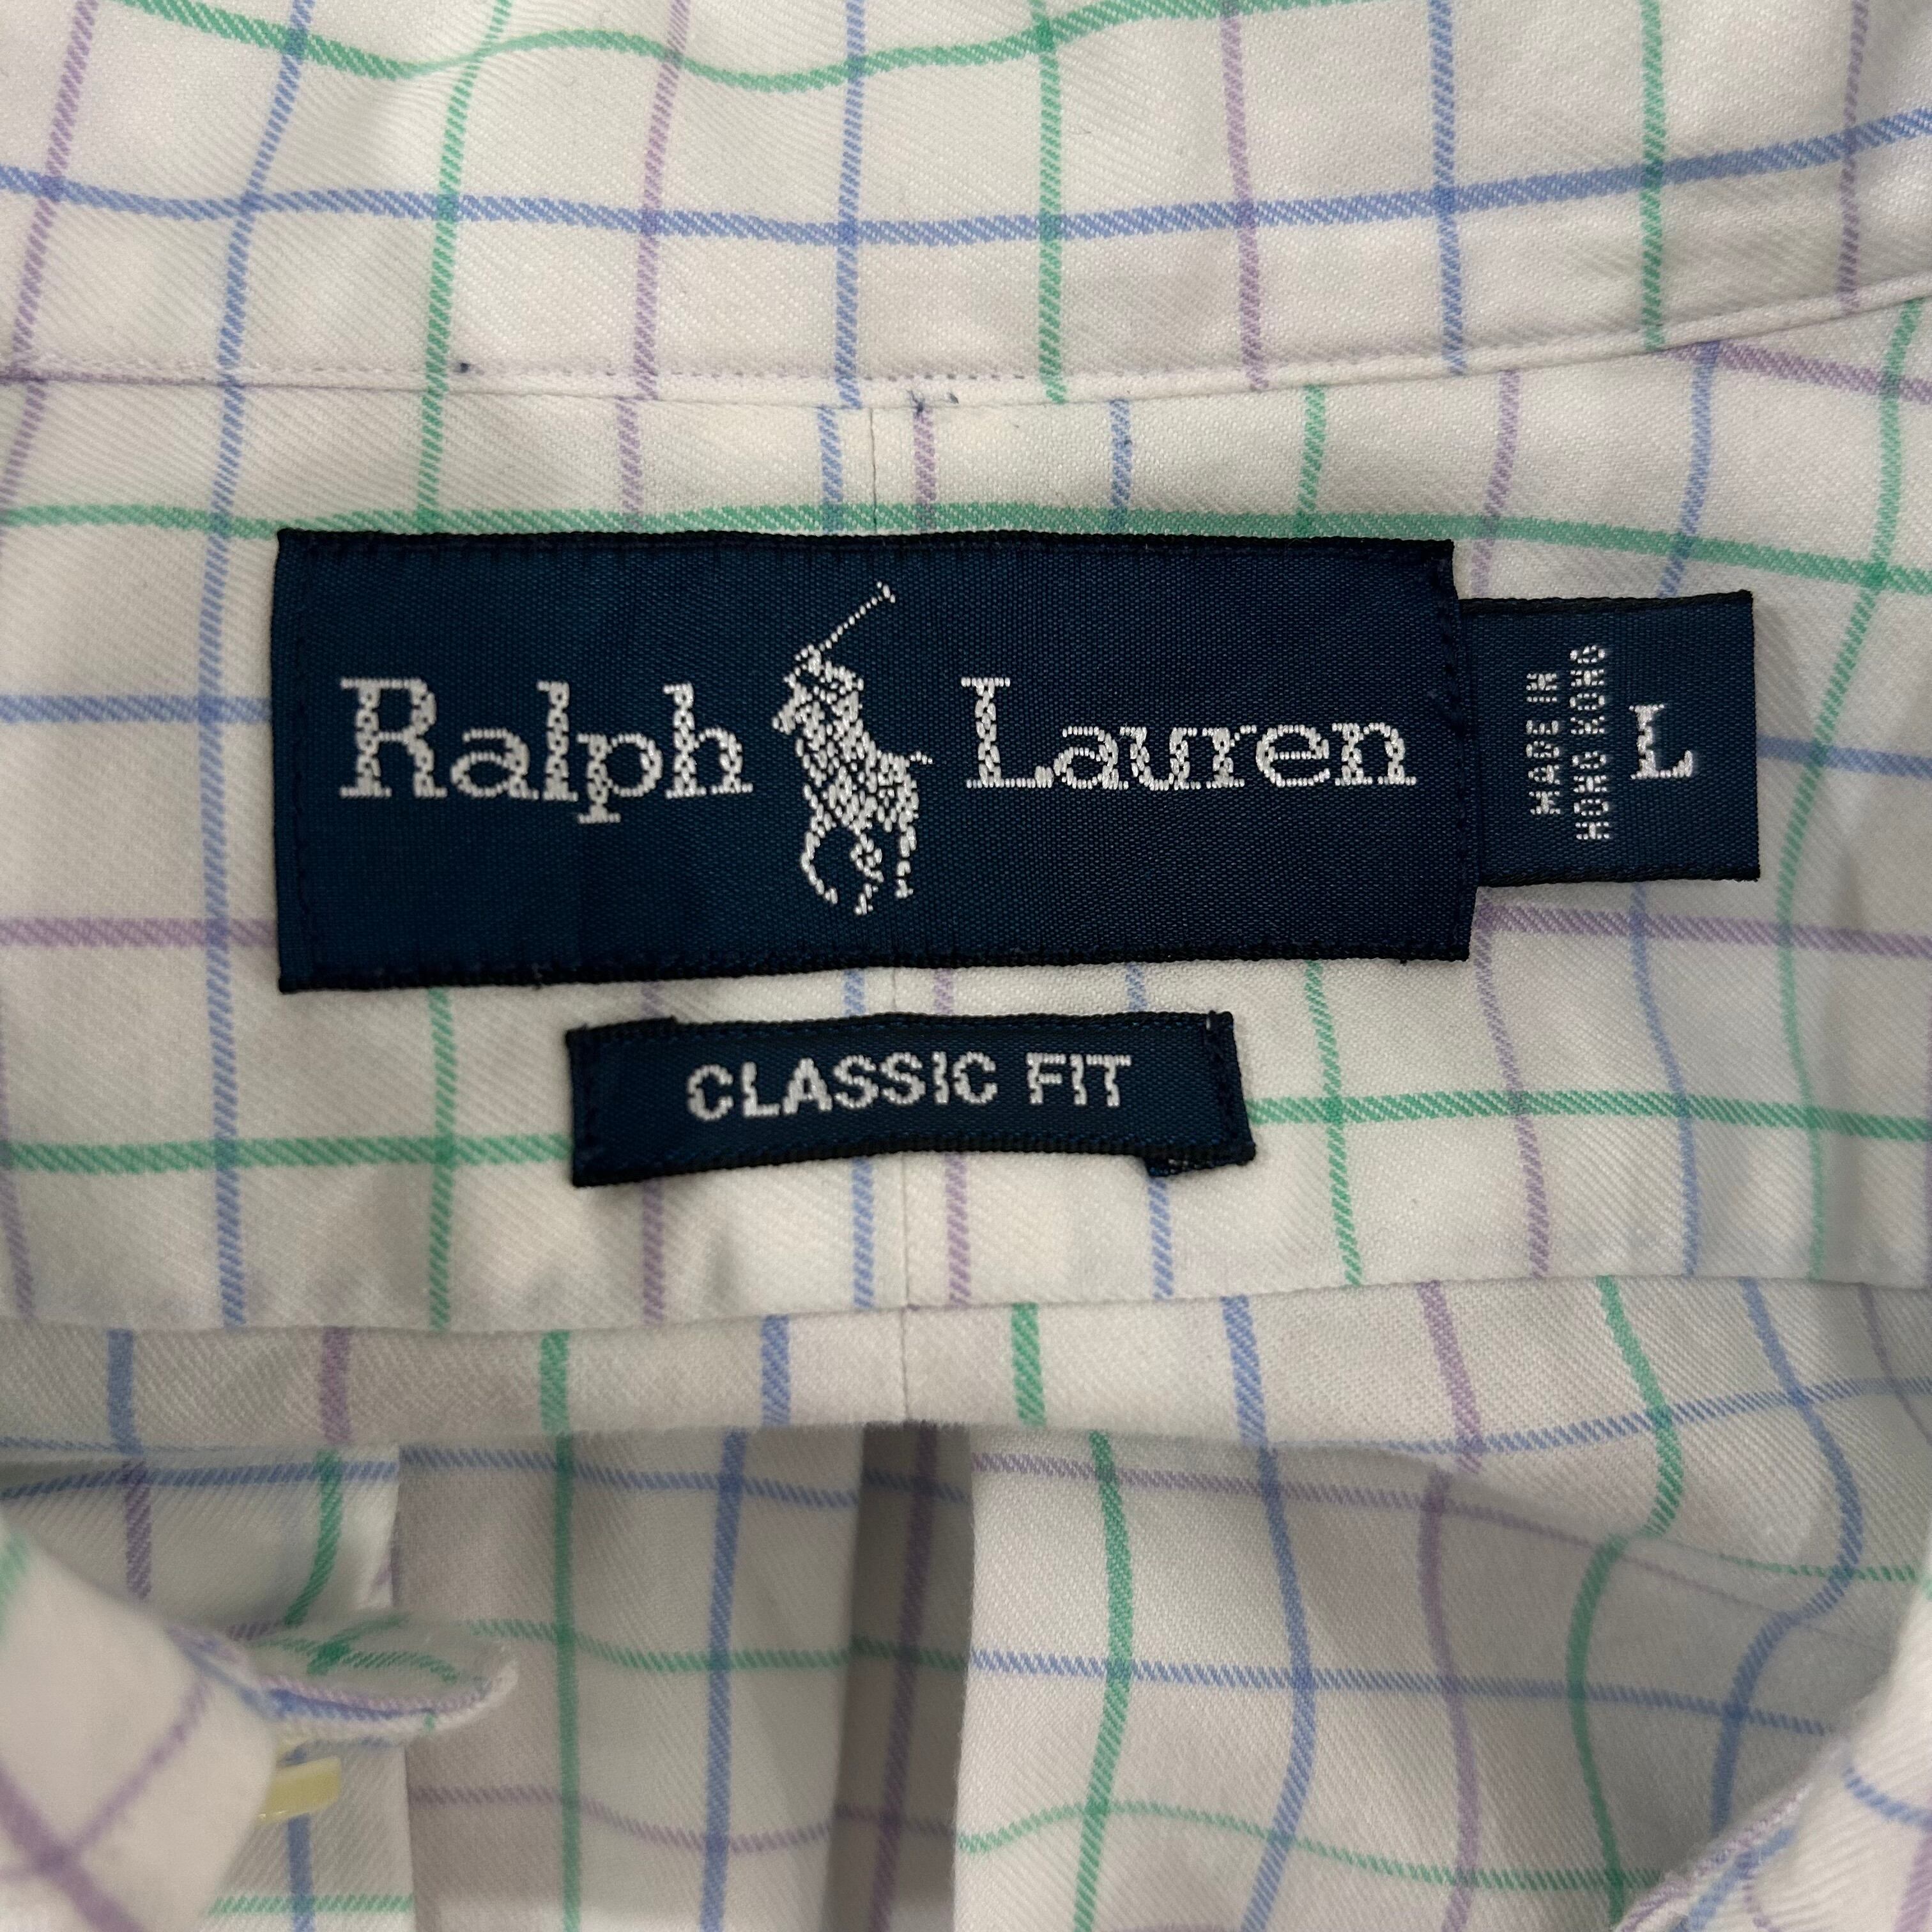 Ralph Lauren
MADE IN
HONG KONG
L
CLASSIC FIT